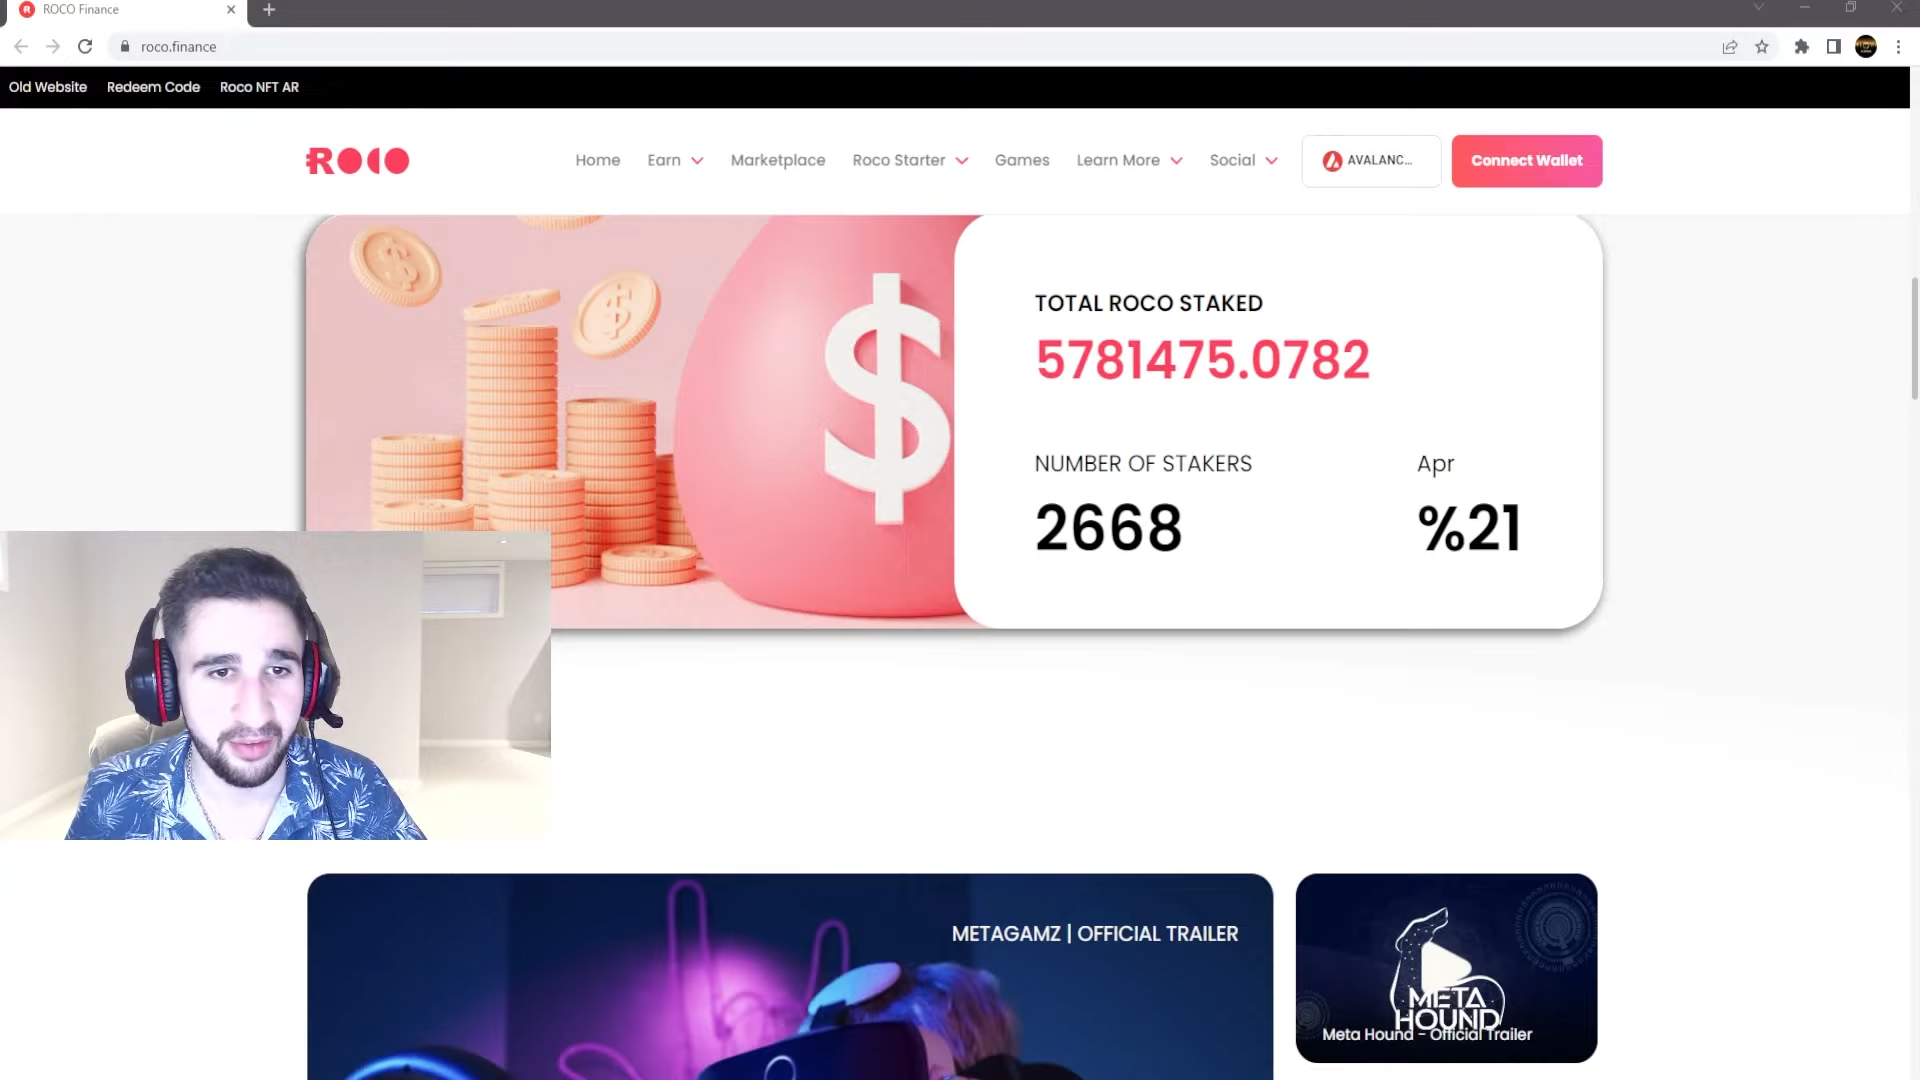 ROCO Finance
roco.finance
Old Website Redeem Code Roco NFT AR
ROCO Home Earn Marketplace Roco Starter Games Learn More Social AVALANC... Connect Wallet
$
TOTAL ROCO STAKED
5781475.0782
NUMBER OF STAKERS Apr
2668 %21
METAGAMZ | OFFICIAL TRAILER
META
HOUND
Meta Hound - Official Trailer